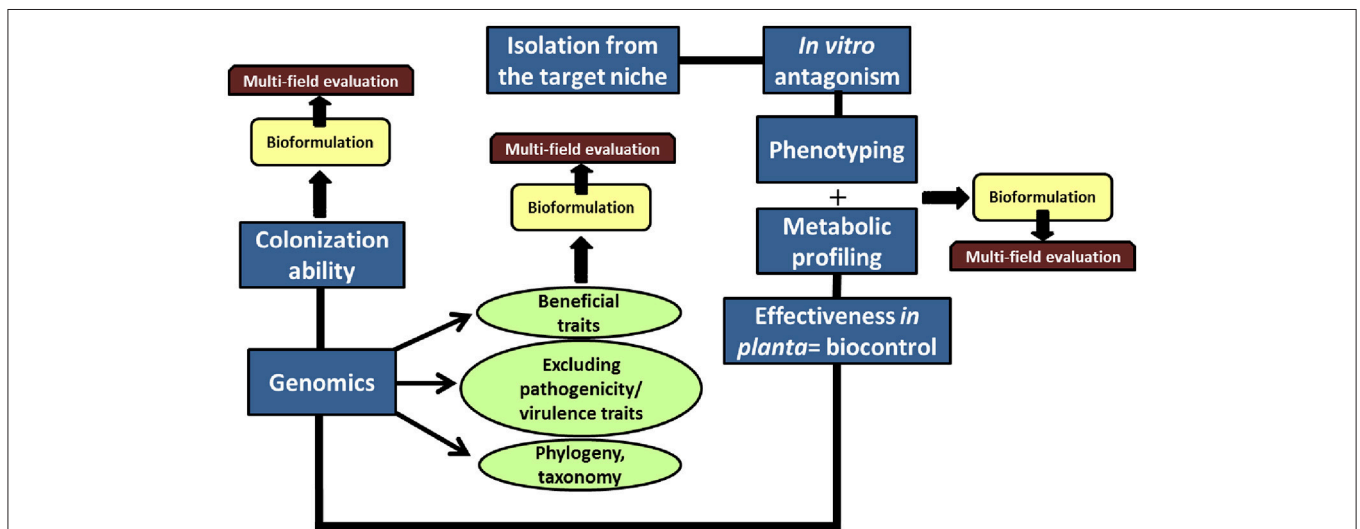 Isolation from
the target niche
In vitro
antagonism
Multi-field evaluation
Bioformulation
Colonization
ability
Multi-field evaluation
Bioformulation
Phenotyping
+
Metabolic
profiling
Bioformulation
Multi-field evaluation
Effectiveness in
planta= biocontrol
Genomics
Beneficial
traits
Excluding
pathogenicity/
virulence traits
Phylogeny,
taxonomy